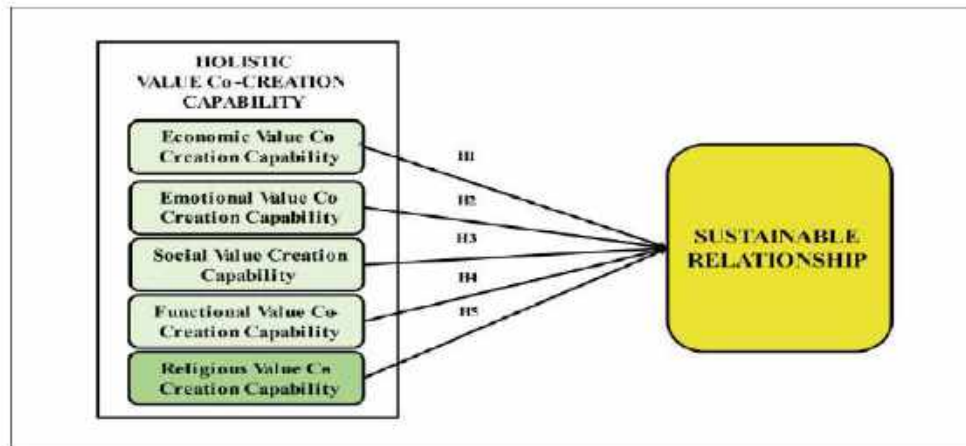 HOLISTIC
VALUE Co-CREATION
CAPABILITY
Economic Value Co
Creation Capability
Emotional Value Co
Creation Capability
Social Value Creation
Capability
Functional Value Co-
Creation Capability
Religious Value Co
Creation Capability
H1
H2
H3
H4
H5
SUSTAINABLE
RELATIONSHIP